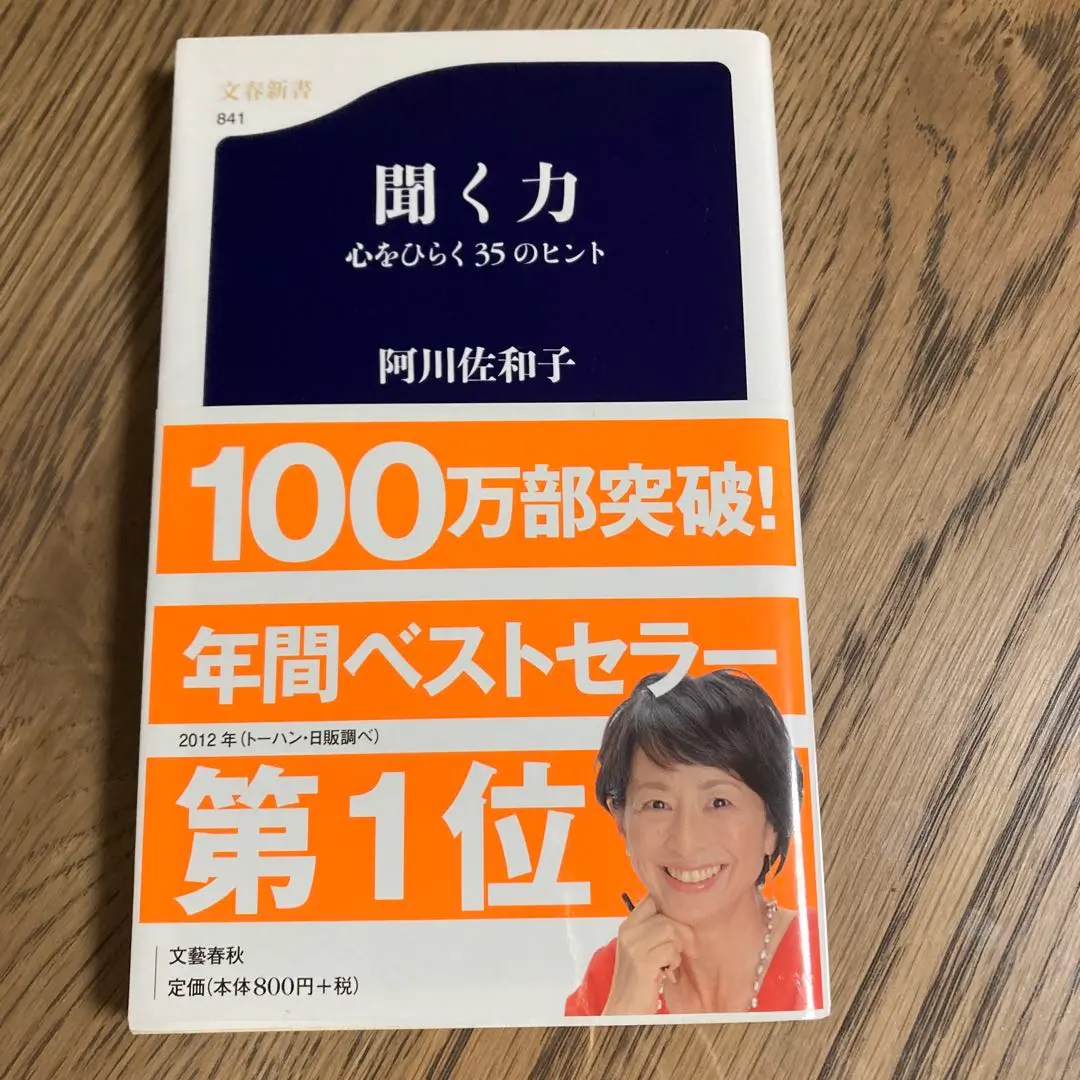 文春新書
841
聞く力
心をひらく35のヒント
阿川佐和子
100万部突破!
年間ベストセラー
2012年(トーハン・日販調べ)
第1位
文藝春秋
定価(本体800円+税)